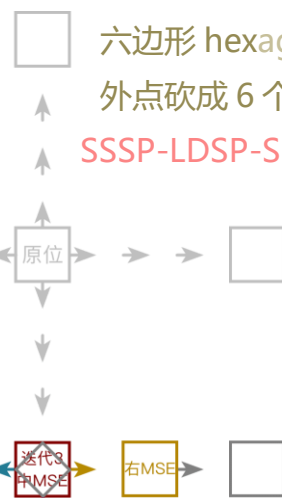 六边形 hexag
外点砍成 6 个
SSSP-LDSP-S
原位
迭代3
中MSE
右MSE